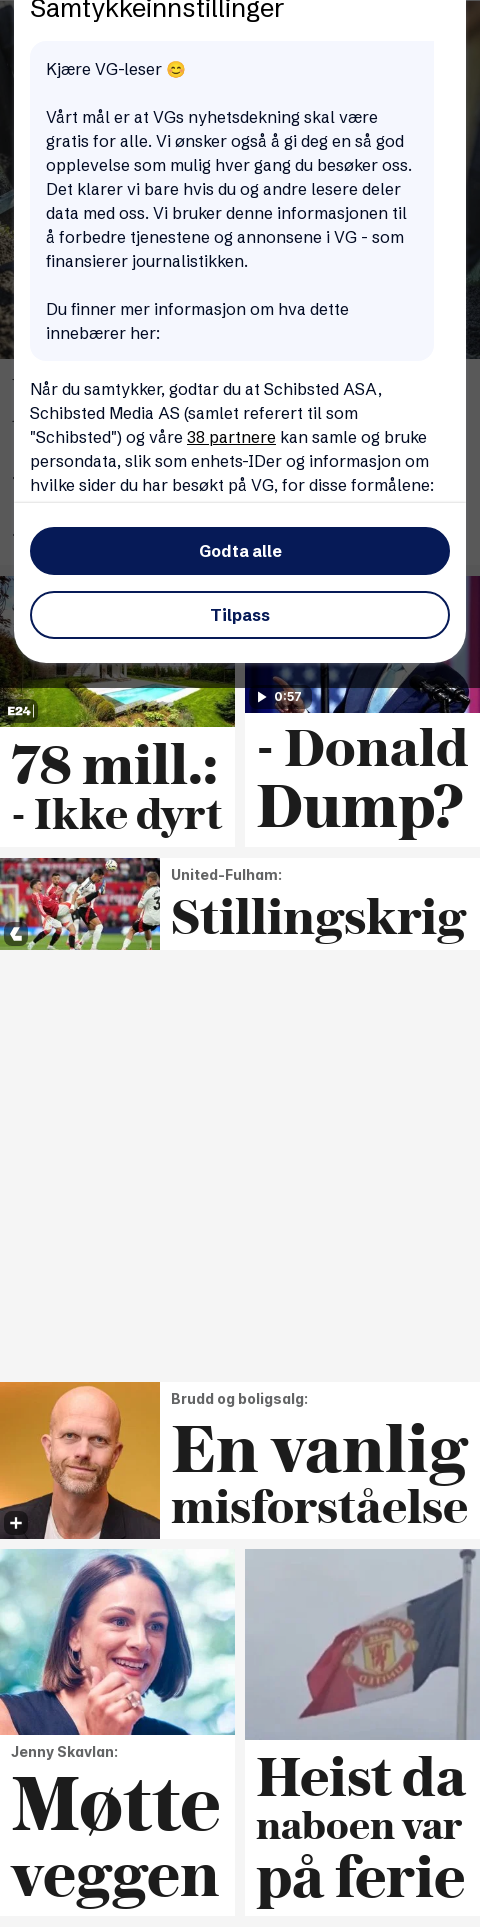 Samtykkeinnstillinger
Kjære VG-leser 😊
Vårt mål er at VGs nyhetsdekning skal være
gratis for alle. Vi ønsker også å gi deg en så god
opplevelse som mulig hver gang du besøker oss.
Det klarer vi bare hvis du og andre lesere deler
data med oss. Vi bruker denne informasjonen til
å forbedre tjenestene og annonsene i VG - som
finansierer journalistikken.
Du finner mer informasjon om hva dette
innebærer her:
Når du samtykker, godtar du at Schibsted ASA,
Schibsted Media AS (samlet referert til som
"Schibsted") og våre 38 partnere kan samle og bruke
persondata, slik som enhets-IDer og informasjon om
hvilke sider du har besøkt på VG, for disse formålene:
Godta alle
Tilpass
E24
78 mill.:
- Ikke dyrt
0:57
- Donald
Dump?
United-Fulham:
Stillingskrig
Brudd og boligsalg:
En vanlig
misforståelse
Jenny Skavlan:
Møtte
veggen
Heist da
naboen var
på ferie